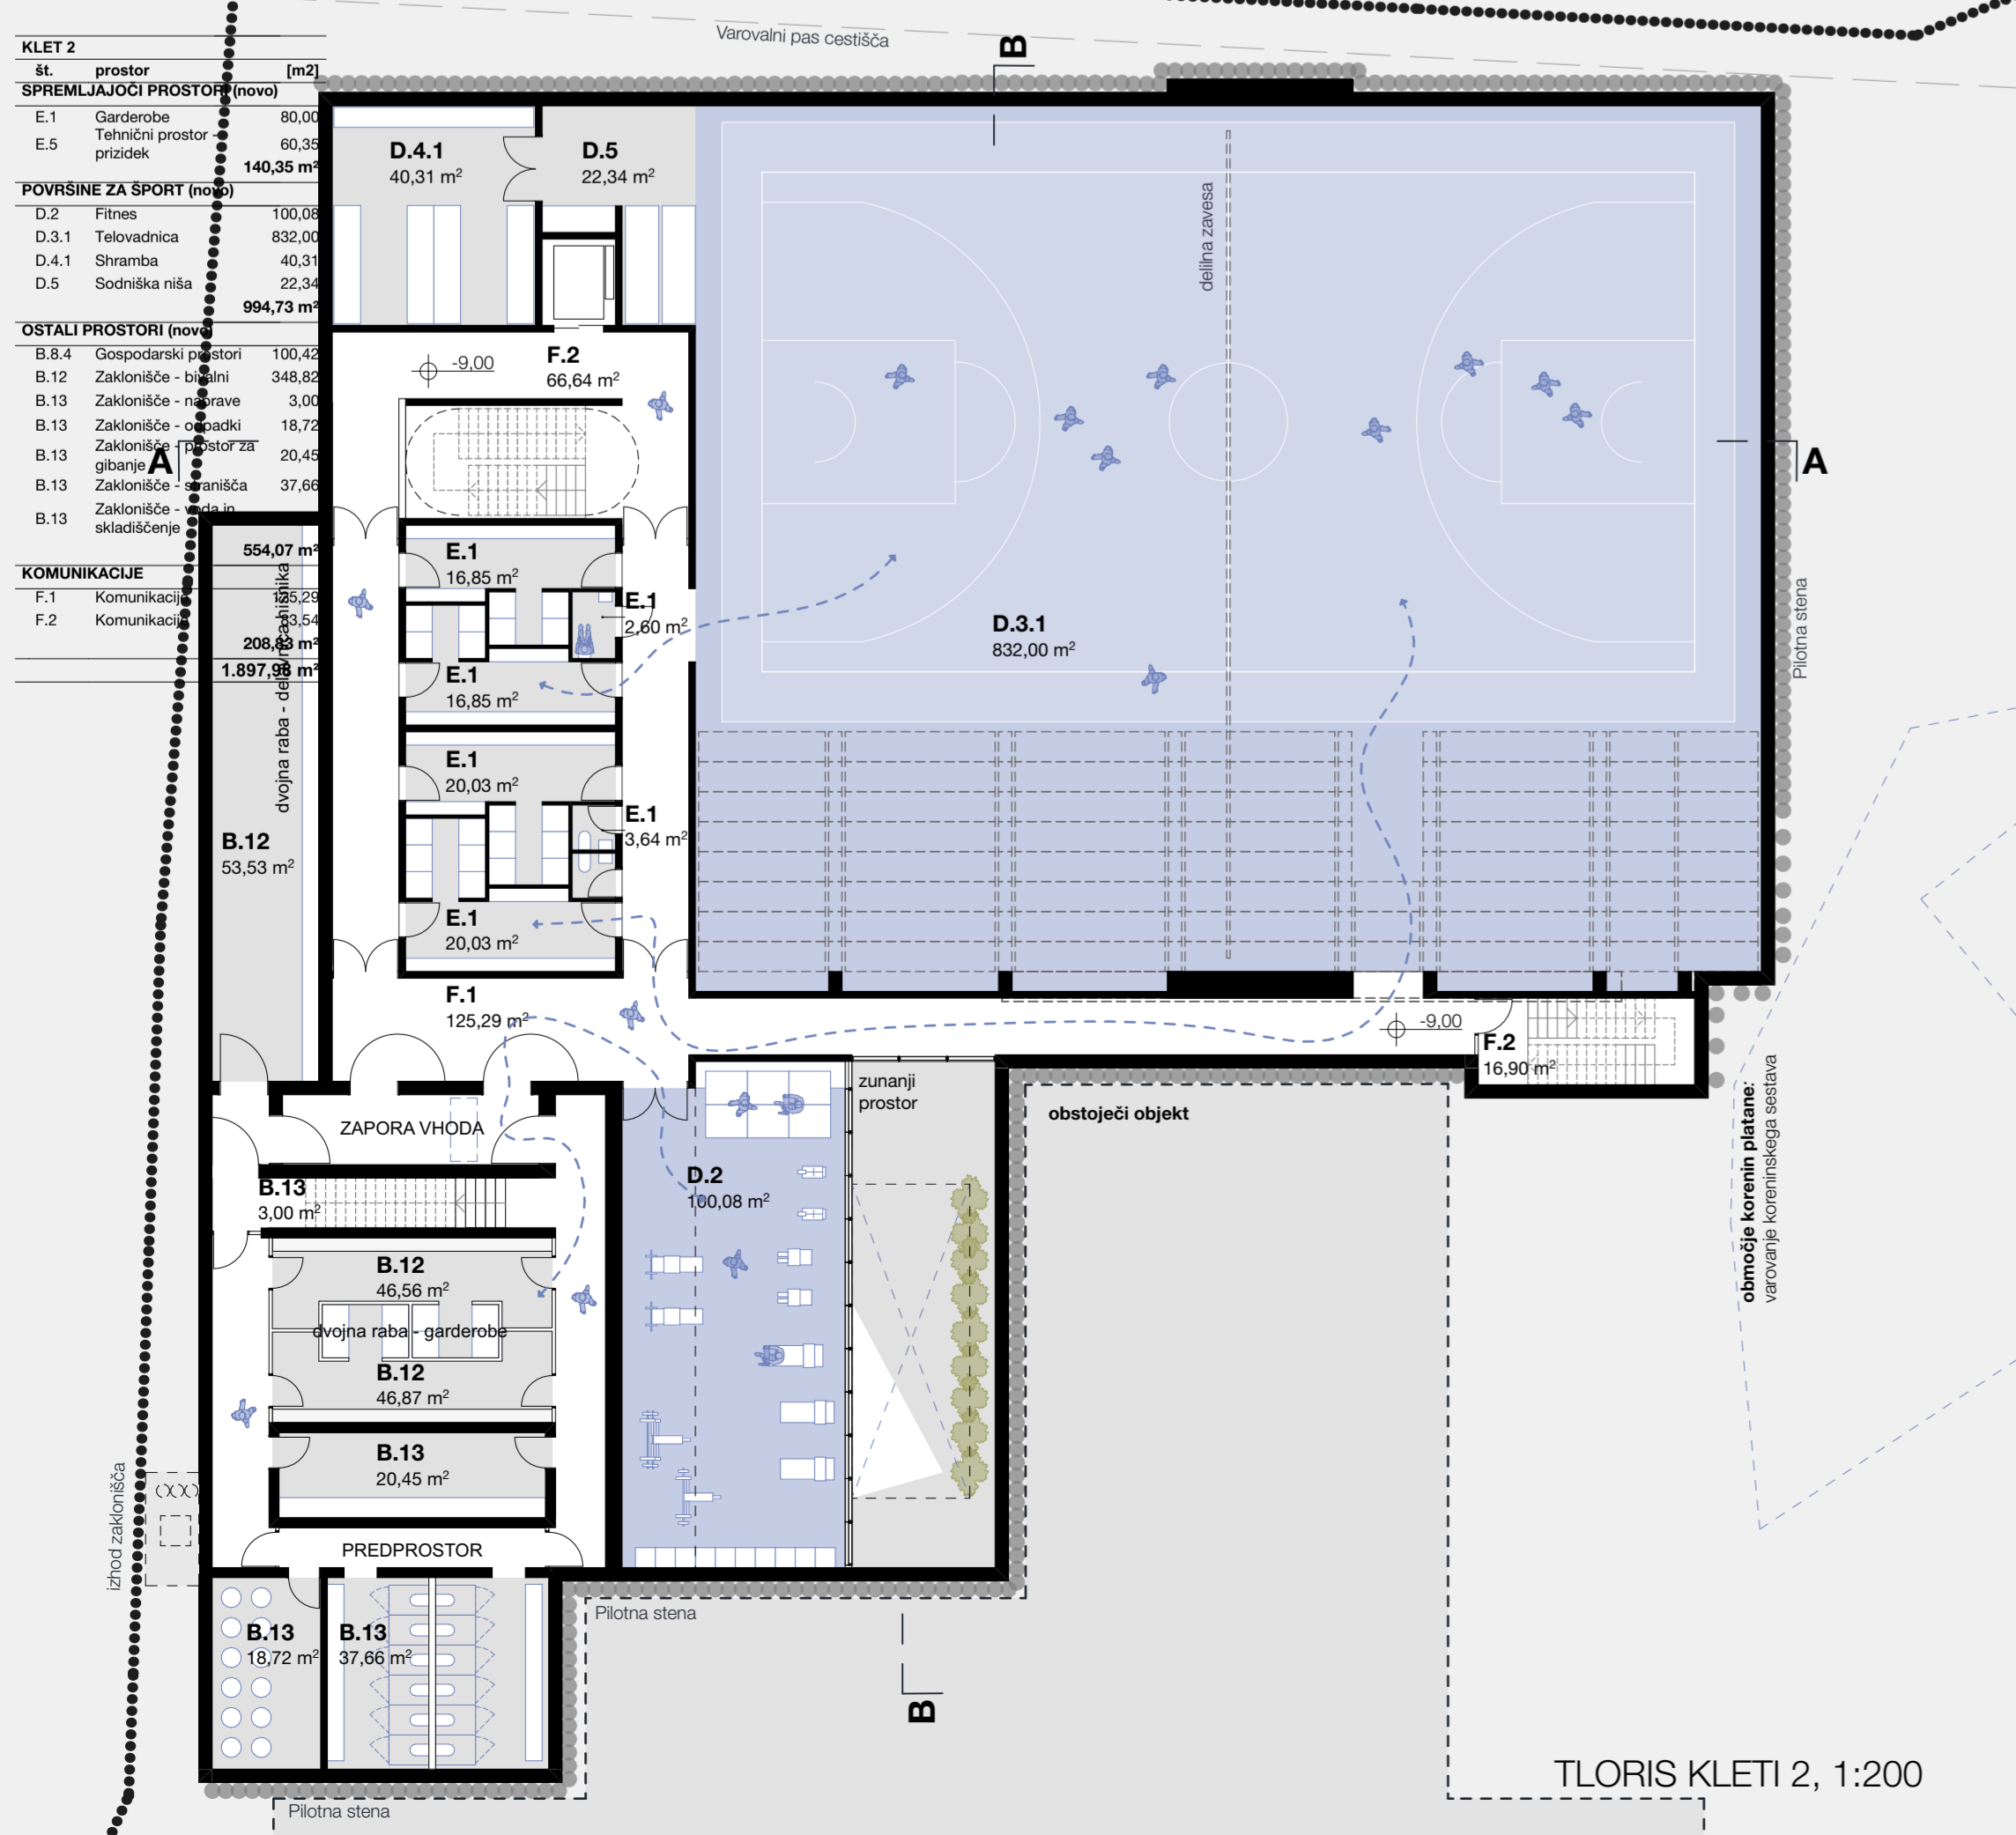 KLET 2
št. prostor [m2]
SPREMLJAJOČI PROSTORI (novo)
E.1 Garderobe 80,00
E.5 Tehnični prostor - prizidek 60,35
140,35 m²
POVRŠINE ZA ŠPORT (novo)
D.2 Fitnes 100,08
D.3.1 Telovadnica 832,00
D.4.1 Shramba 40,31
D.5 Sodniška niša 22,34
994,73 m²
OSTALI PROSTORI (novo)
B.8.4 Gospodarski prostori 100,42
B.12 Zaklonišče - bivalni 348,82
B.13 Zaklonišče - naprave 3,00
B.13 Zaklonišče - odpadki 18,72
B.13 Zaklonišče - prostor za gibanje 20,45
B.13 Zaklonišče - stranišča 37,66
B.13 Zaklonišče - voda in skladiščenje
554,07 m²
KOMUNIKACIJE
F.1 Komunikacije 125,29
F.2 Komunikacije 83,54
208,83 m²
1.897,98 m²
Varovalni pas cestišča
B
A
A
D.4.1
40,31 m²
D.5
22,34 m²
delilna zavesa
-9,00
F.2
66,64 m²
E.1
16,85 m²
E.1
2,60 m²
E.1
16,85 m²
E.1
20,03 m²
E.1
3,64 m²
E.1
20,03 m²
D.3.1
832,00 m²
Pilotna stena
dvojna raba - delavnica hišnika
B.12
53,53 m²
F.1
125,29 m²
-9,00
F.2
16,90 m²
zunanji
prostor
obstoječi objekt
ZAPORA VHODA
B.13
3,00 m²
D.2
100,08 m²
B.12
46,56 m²
dvojna raba - garderobe
B.12
46,87 m²
B.13
20,45 m²
PREDPROSTOR
izhod zaklonišča
območje korenin platane:
varovanje koreninskega sestava
B.13
18,72 m²
B.13
37,66 m²
Pilotna stena
B
Pilotna stena
TLORIS KLETI 2, 1:200